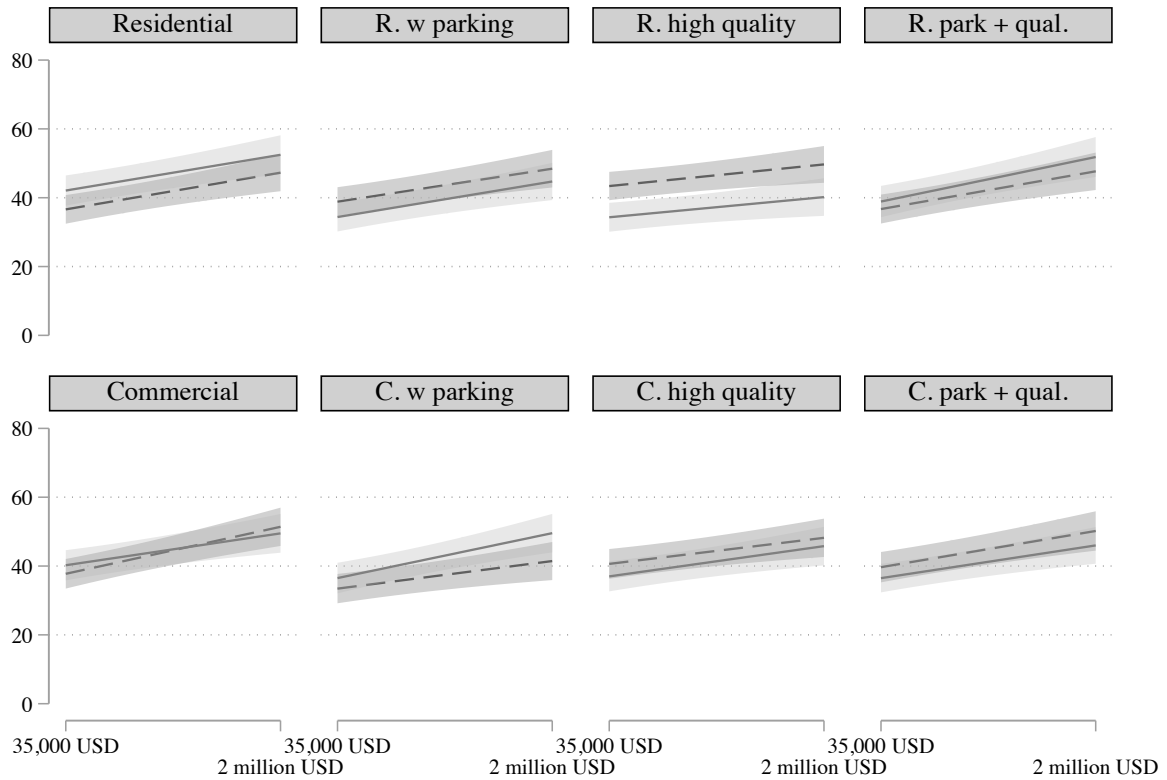 Residential R. w parking R. high quality R. park + qual.
80
60
40
20
0
Commercial C. w parking C. high quality C. park + qual.
80
60
40
20
0
35,000 USD 35,000 USD 35,000 USD 35,000 USD
2 million USD 2 million USD 2 million USD 2 million USD